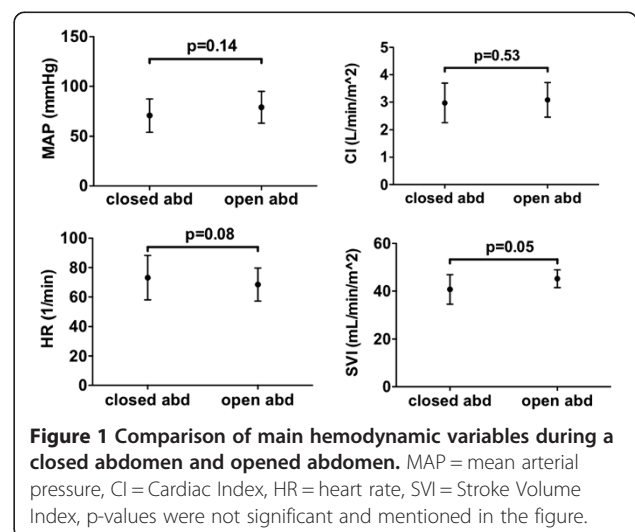 p=0.14
MAP (mmHg)
150
100
50
0
closed abd
open abd
p=0.53
CI (L/min/m^2)
5
4
3
2
1
0
closed abd
open abd
p=0.08
HR (1/min)
100
80
60
40
20
0
closed abd
open abd
p=0.05
SVI (mL/min/m^2)
60
40
20
0
closed abd
open abd
Figure 1 Comparison of main hemodynamic variables during a
closed abdomen and opened abdomen. MAP = mean arterial
pressure, CI = Cardiac Index, HR = heart rate, SVI = Stroke Volume
Index, p-values were not significant and mentioned in the figure.